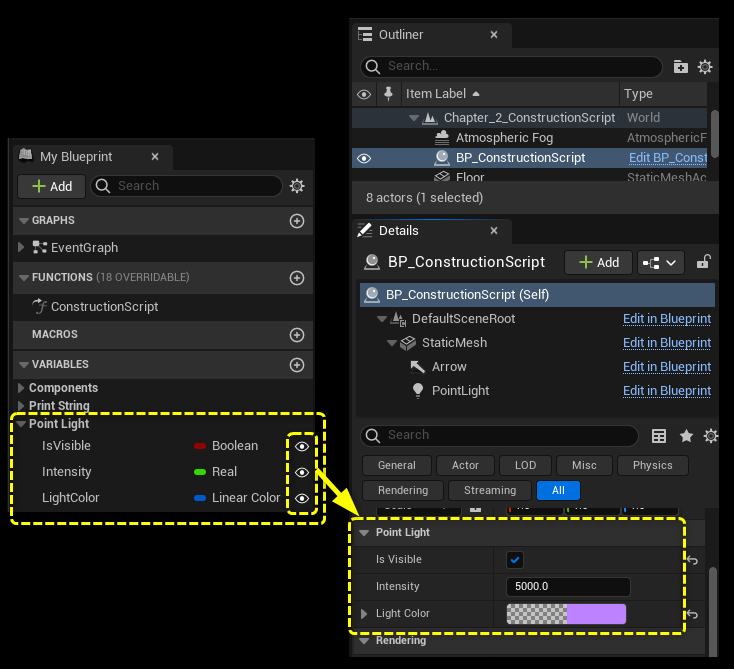 My Blueprint
Add
Search
GRAPHS
EventGraph
FUNCTIONS (18 OVERRIDABLE)
ConstructionScript
MACROS
VARIABLES
Components
Print String
Point Light
IsVisible Boolean
Intensity Real
LightColor Linear Color
Outliner
Search...
Item Label Type
Chapter_2_ConstructionScript World
Atmospheric Fog AtmosphericF
BP_ConstructionScript Edit BP_Const
Floor StaticMeshAc
8 actors (1 selected)
Details
BP_ConstructionScript Add
BP_ConstructionScript (Self)
DefaultSceneRoot Edit in Blueprint
StaticMesh Edit in Blueprint
Arrow Edit in Blueprint
PointLight Edit in Blueprint
Search
General Actor LOD Misc Physics
Rendering Streaming All
Point Light
Is Visible
Intensity 5000.0
Light Color
Rendering